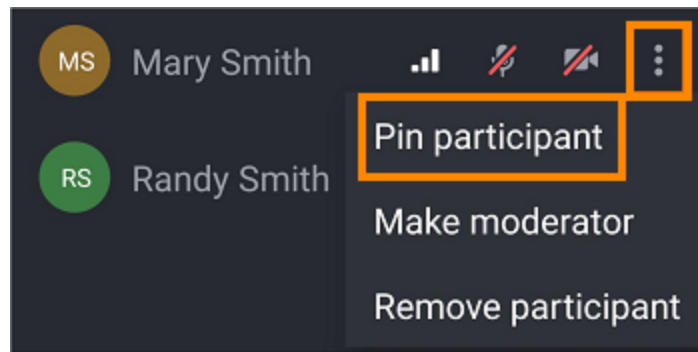 MS Mary Smith
Pin participant
RS Randy Smith
Make moderator
Remove participant